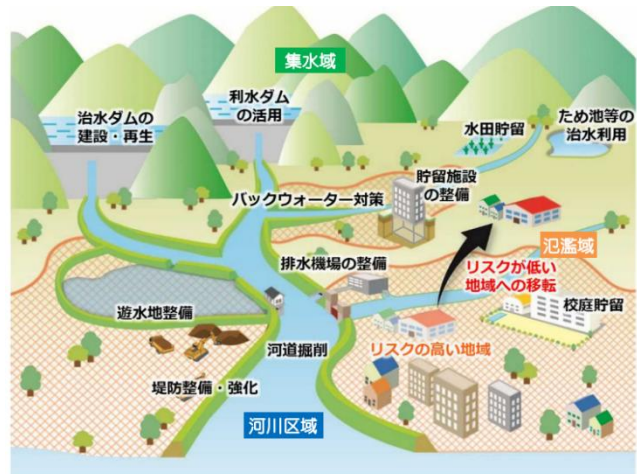 集水域
治水ダムの
建設・再生
利水ダム
の活用
水田貯留
ため池等の
治水利用
貯留施設
の整備
バックウォーター対策
氾濫域
排水機場の整備
リスクが低い
地域への移転
遊水地整備
校庭貯留
河道掘削
リスクの高い地域
堤防整備・強化
河川区域